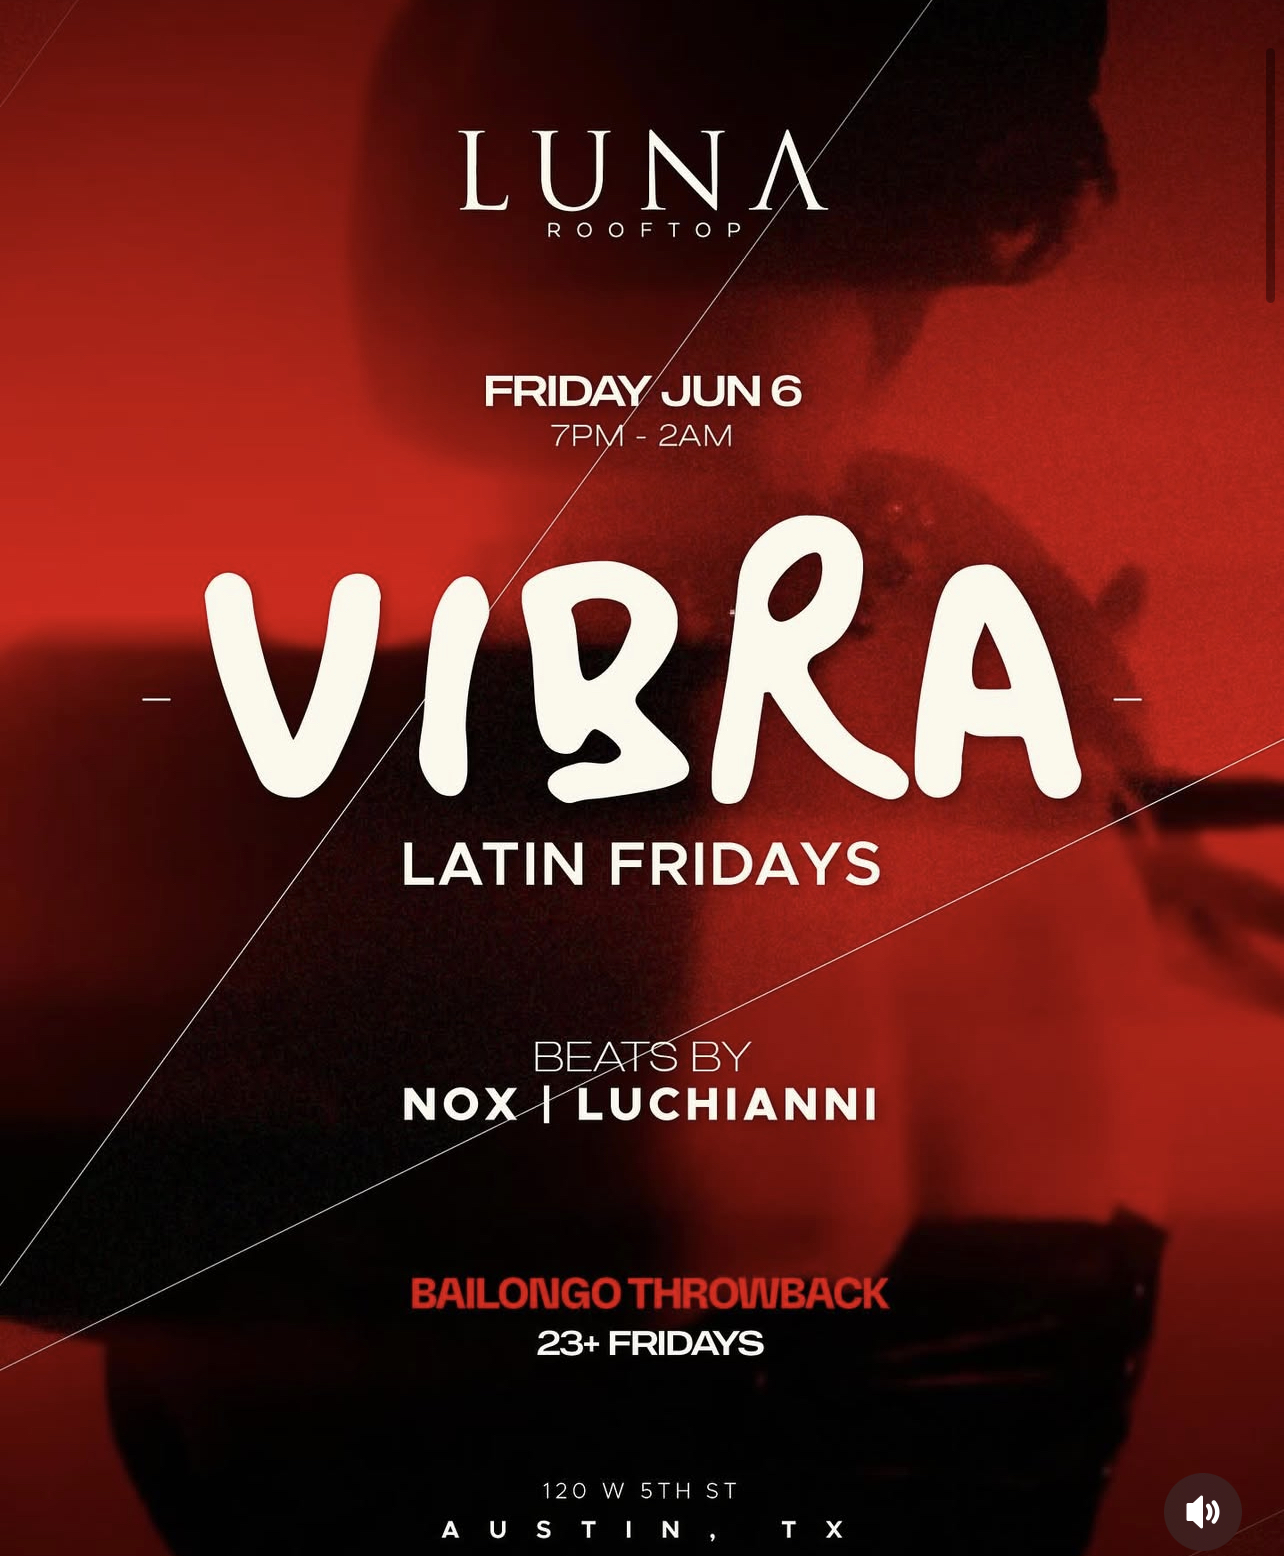 LUNA
ROOFTOP
FRIDAY JUN 6
7PM - 2AM
VIBRA
LATIN FRIDAYS
BEATS BY
NOX | LUCHIANNI
BAILONGO THROWBACK
23+ FRIDAYS
120 W 5TH ST
AUSTIN, TX